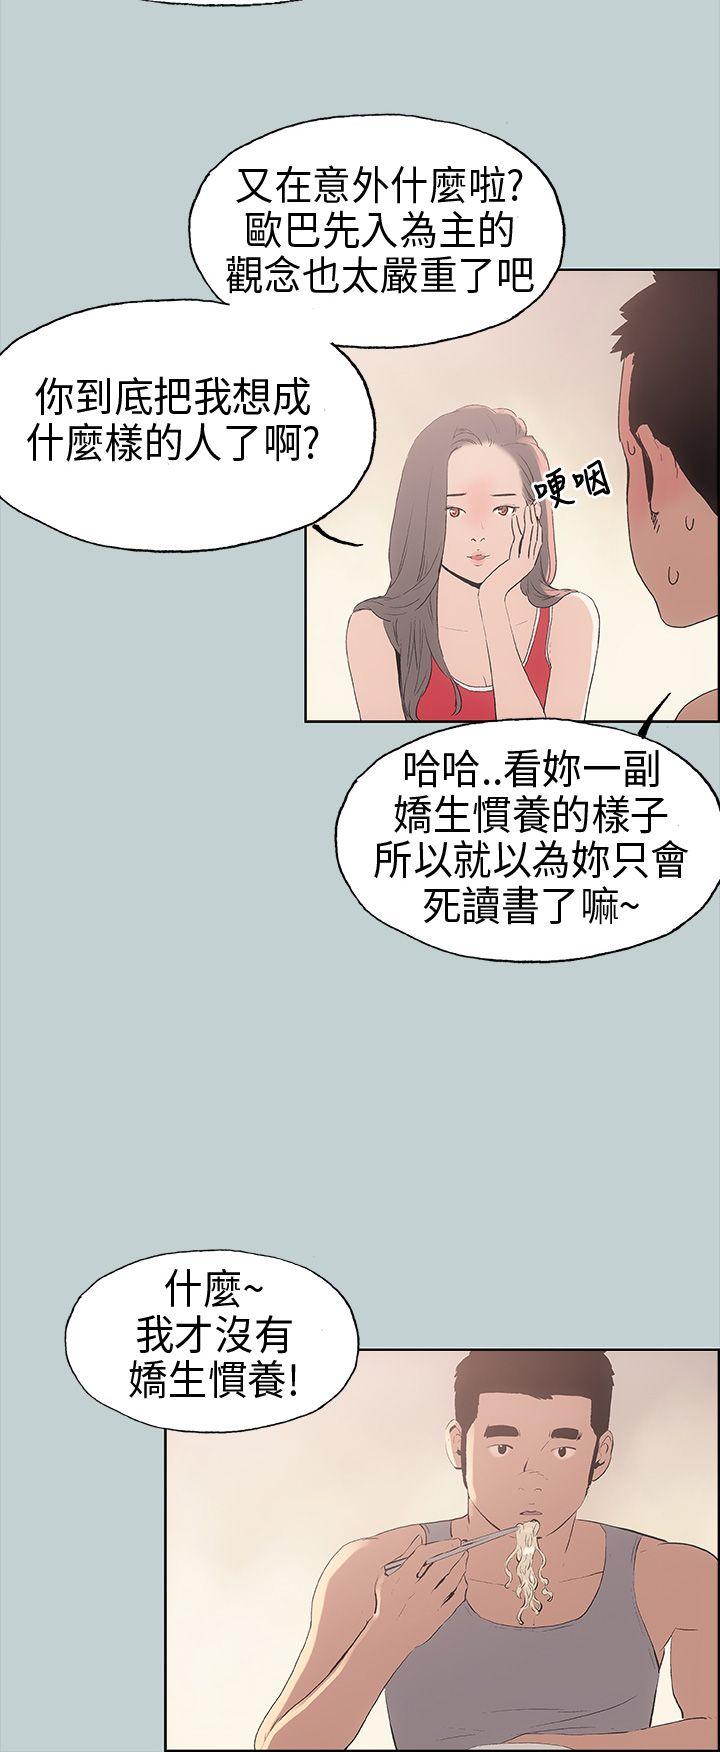 又在意外什麼啦?
歐巴先入為主的
觀念也太嚴重了吧
你到底把我想成
什麼樣的人了啊?
哽咽
哈哈..看妳一副
嬌生慣養的樣子
所以就以為妳只會
死讀書了嘛~
什麼~
我才沒有
嬌生慣養!